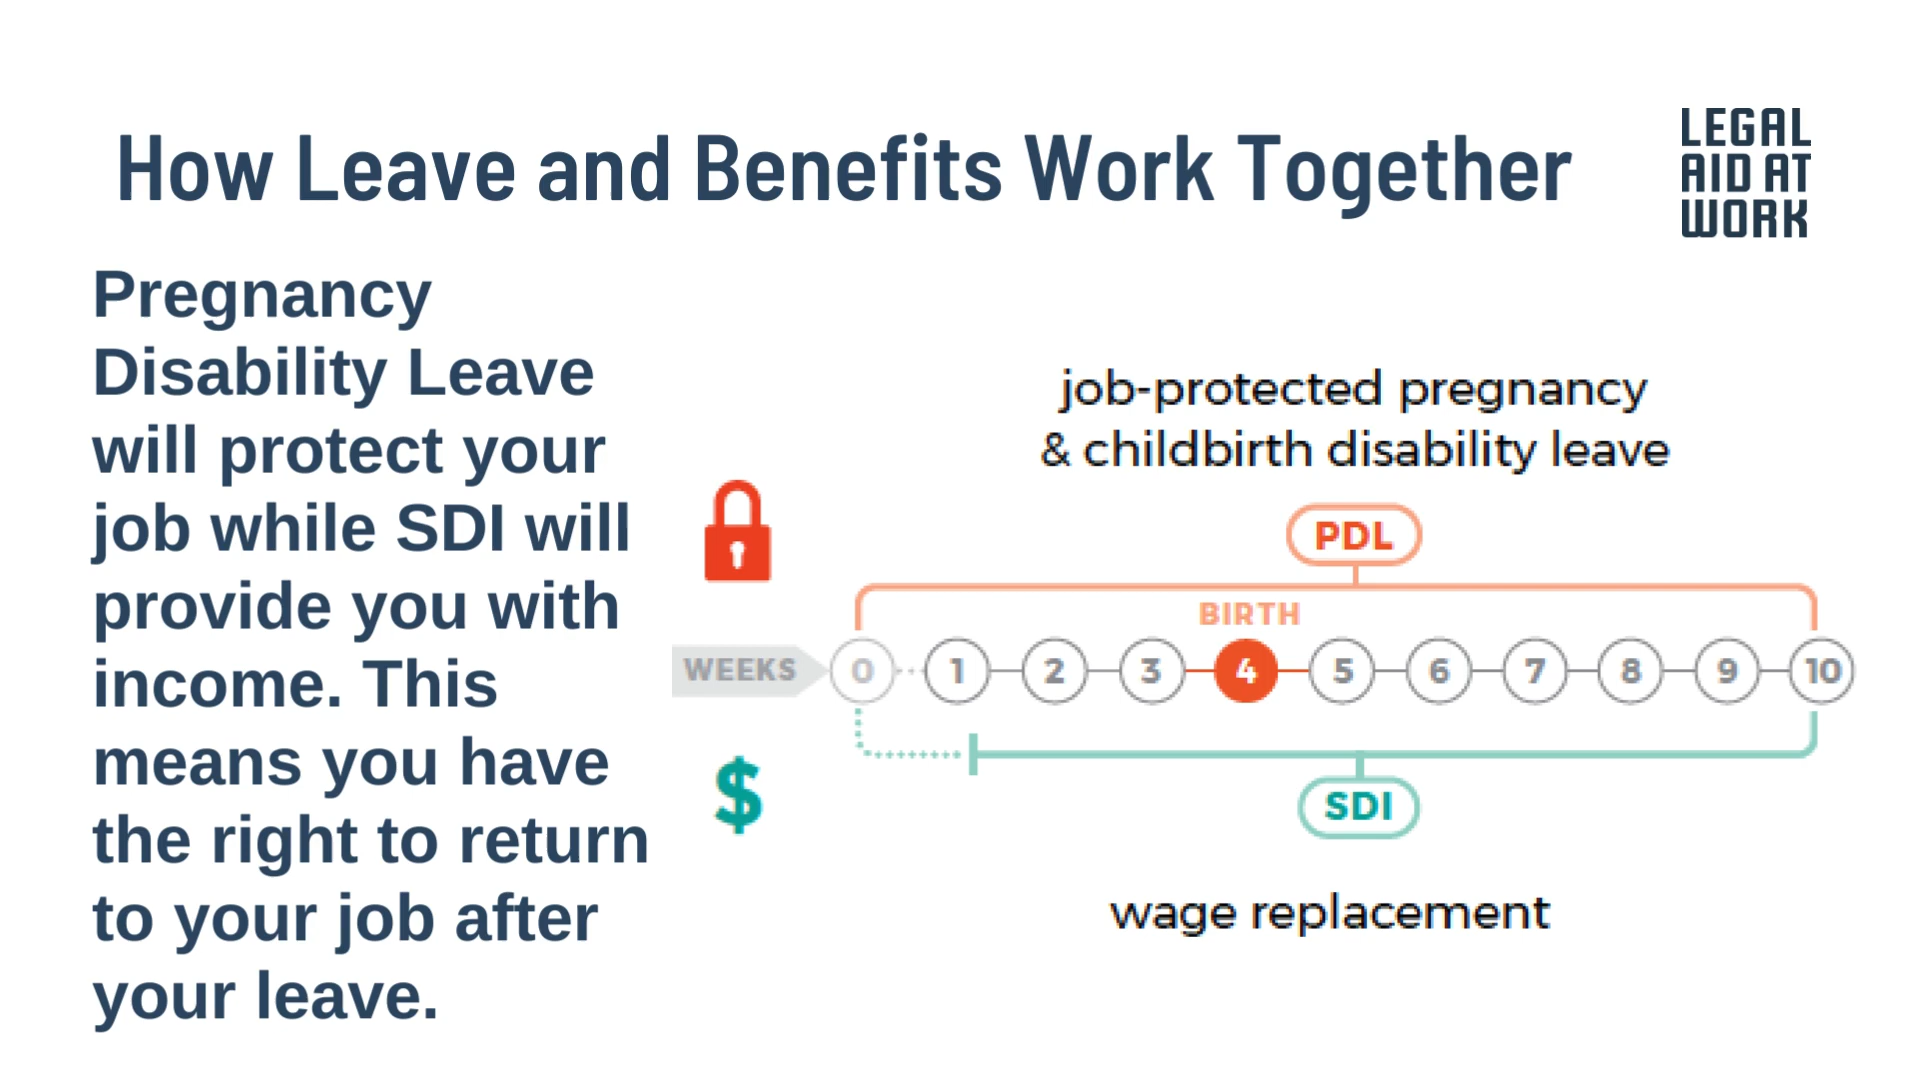 How Leave and Benefits Work Together
LEGAL
AID AT
WORK
Pregnancy
Disability Leave
will protect your
job while SDI will
provide you with
income. This
means you have
the right to return
to your job after
your leave.
job-protected pregnancy
& childbirth disability leave
PDL
BIRTH
WEEKS 0 1 2 3 4 5 6 7 8 9 10
$
SDI
wage replacement